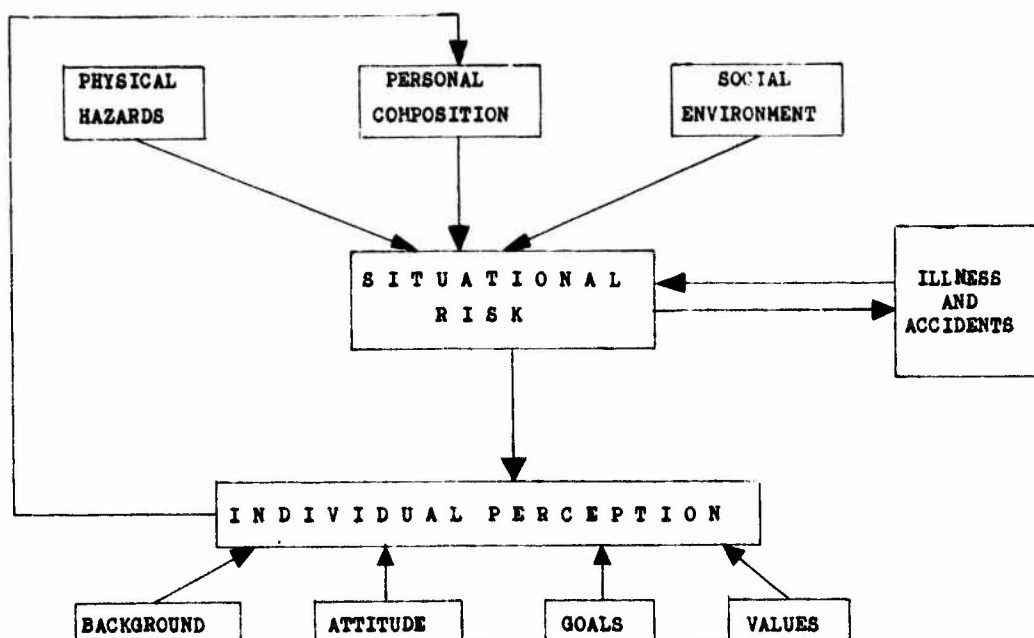 PHYSICAL
HAZARDS
PERSONAL
COMPOSITION
SOCIAL
ENVIRONMENT
SITUATIONAL
RISK
ILLNESS
AND
ACCIDENTS
INDIVIDUAL PERCEPTION
BACKGROUND
ATTITUDE
GOALS
VALUES